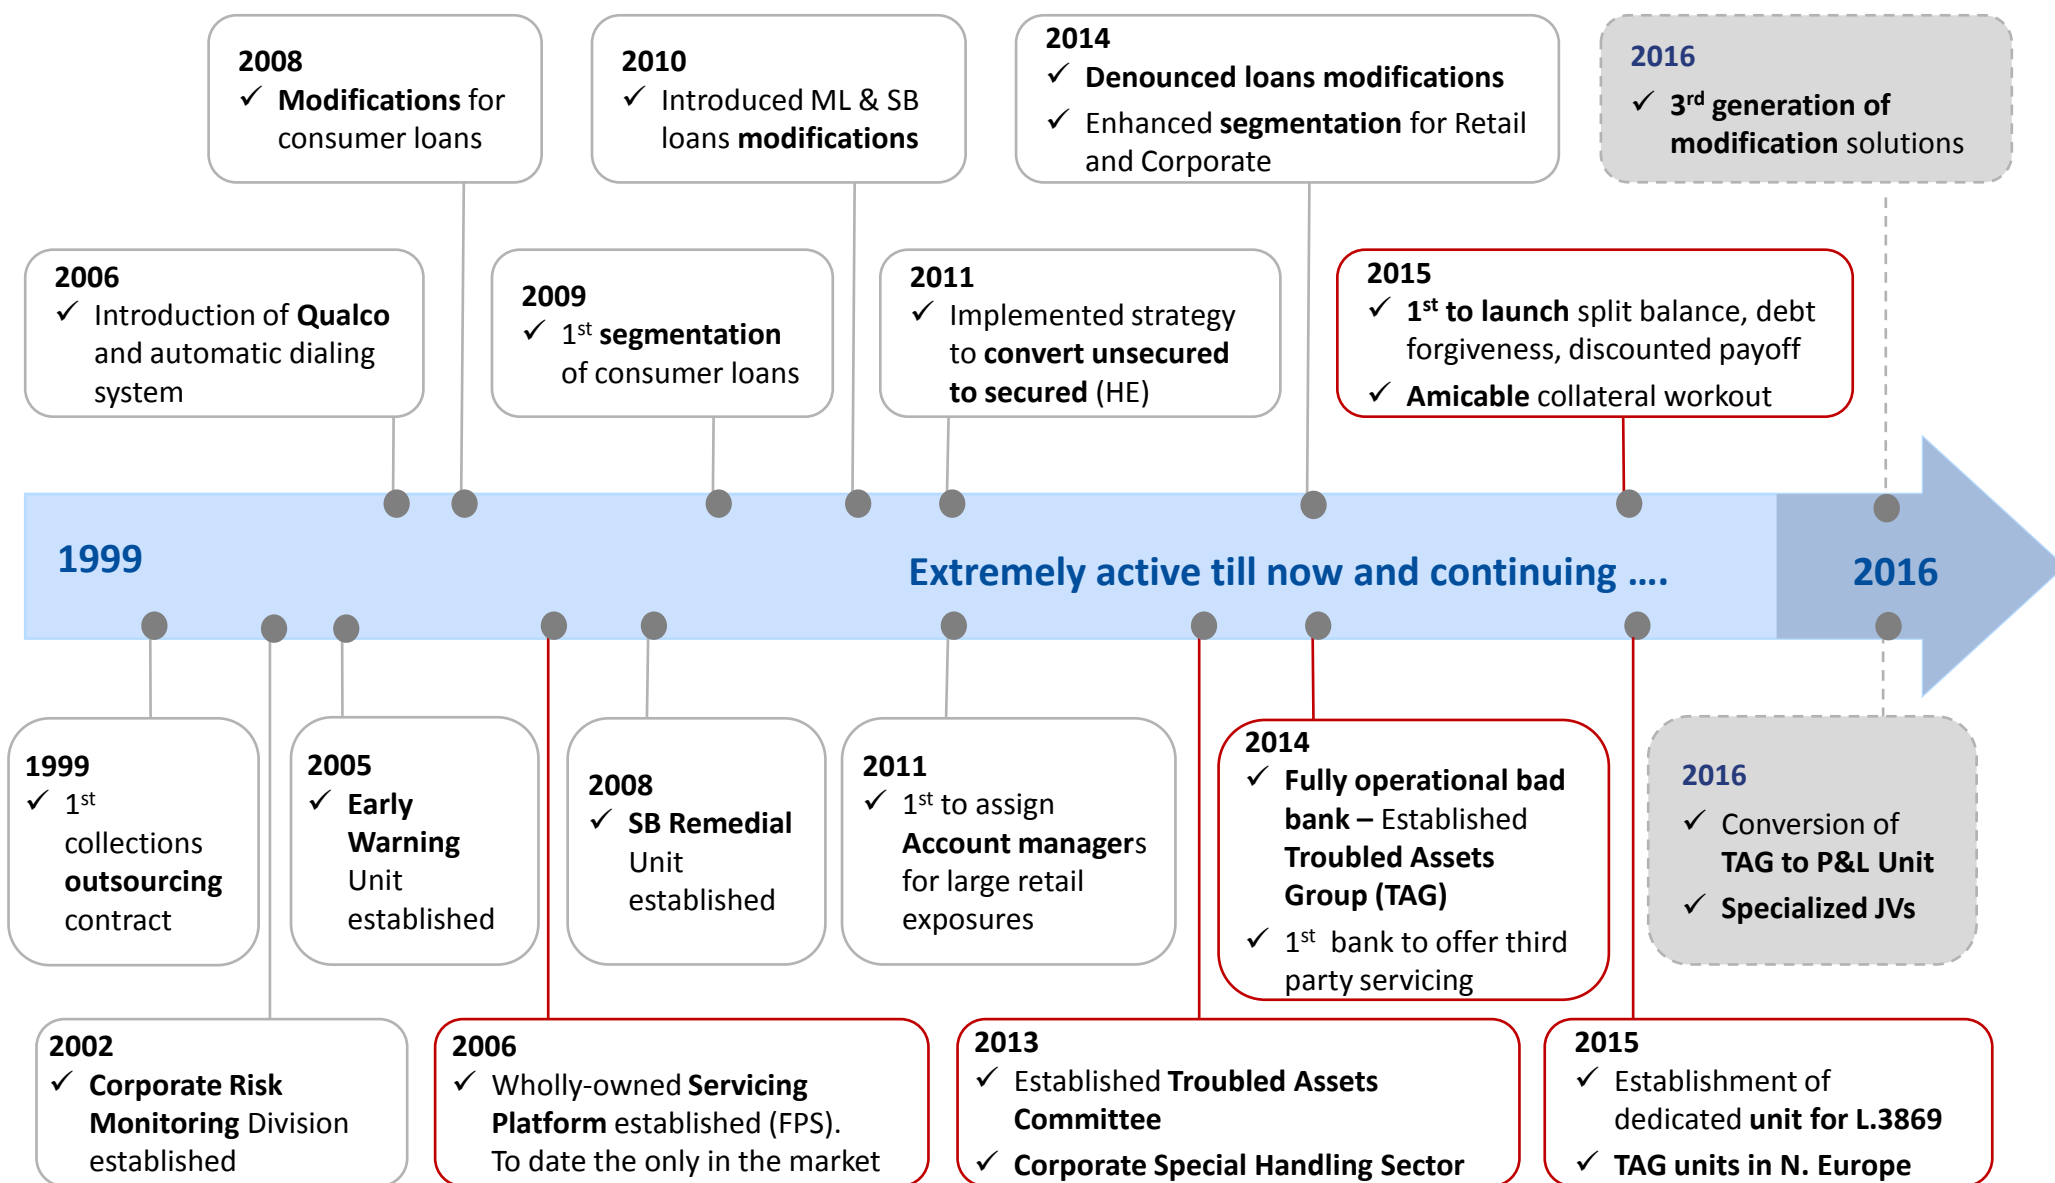 2008
✓ Modifications for
consumer loans
2010
✓ Introduced ML & SB
loans modifications
2014
✓ Denounced loans modifications
✓ Enhanced segmentation for Retail
and Corporate
2016
✓ 3rd generation of
modification solutions
2006
✓ Introduction of Qualco
and automatic dialing
system
2009
✓ 1st segmentation
of consumer loans
2011
✓ Implemented strategy
to convert unsecured
to secured (HE)
2015
✓ 1st to launch split balance, debt
forgiveness, discounted payoff
✓ Amicable collateral workout
1999
Extremely active till now and continuing ....
2016
1999
✓ 1st
collections
outsourcing
contract
2005
✓ Early
Warning
Unit
established
2008
✓ SB Remedial
Unit
established
2011
✓ 1st to assign
Account managers
for large retail
exposures
2014
✓ Fully operational bad
bank – Established
Troubled Assets
Group (TAG)
✓ 1st bank to offer third
party servicing
2016
✓ Conversion of
TAG to P&L Unit
✓ Specialized JVs
2002
✓ Corporate Risk
Monitoring Division
established
2006
✓ Wholly-owned Servicing
Platform established (FPS).
To date the only in the market
2013
✓ Established Troubled Assets
Committee
✓ Corporate Special Handling Sector
2015
✓ Establishment of
dedicated unit for L.3869
✓ TAG units in N. Europe